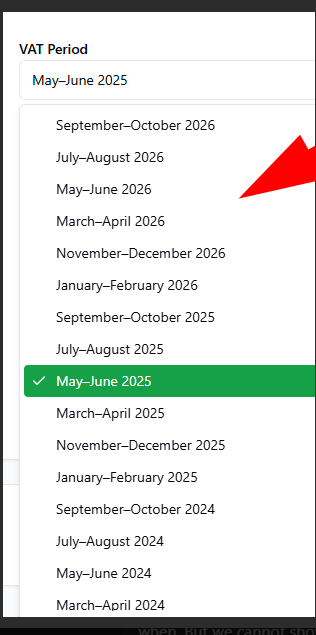 VAT Period
May–June 2025
September–October 2026
July–August 2026
May–June 2026
March–April 2026
November–December 2026
January–February 2026
September–October 2025
July–August 2025
May–June 2025
March–April 2025
November–December 2025
January–February 2025
September–October 2024
July–August 2024
May–June 2024
March–April 2024
when. But we cannot sho